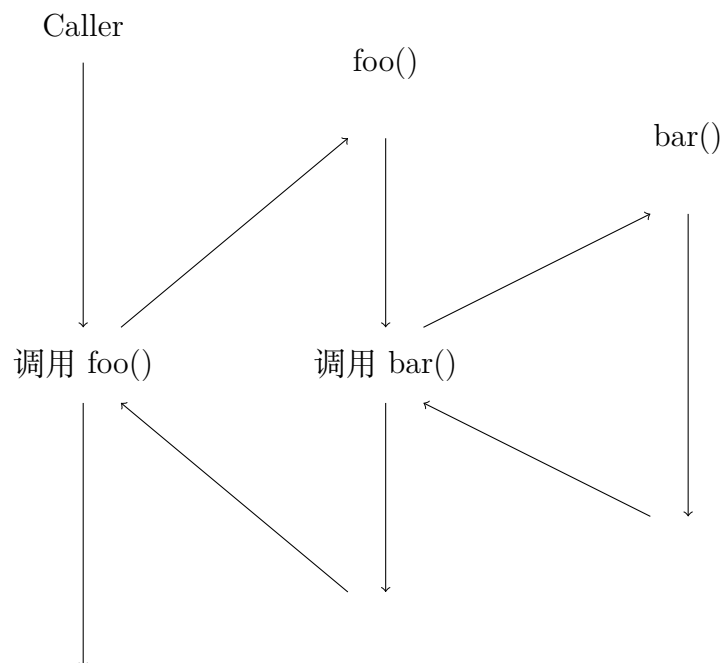 Caller
foo()
bar()
调用 foo()
调用 bar()